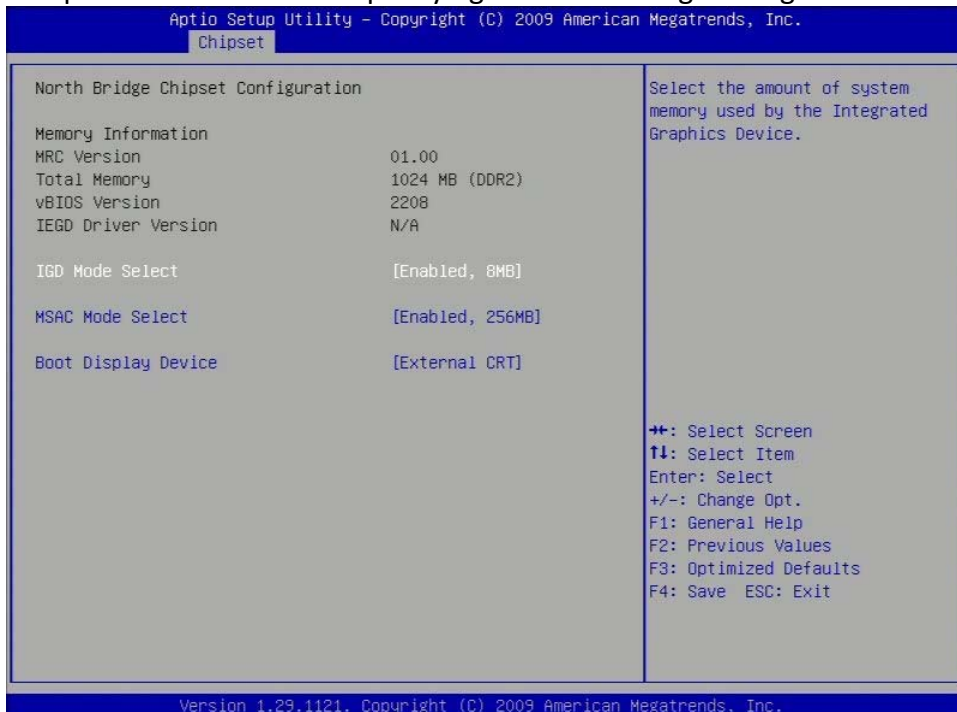 Aptio Setup Utility – Copyright (C) 2009 American Megatrends, Inc.
Chipset
North Bridge Chipset Configuration
Memory Information
MRC Version 01.00
Total Memory 1024 MB (DDR2)
vBIOS Version 2208
IEGD Driver Version N/A
IGD Mode Select [Enabled, 8MB]
MSAC Mode Select [Enabled, 256MB]
Boot Display Device [External CRT]
Select the amount of system
memory used by the Integrated
Graphics Device.
→←: Select Screen
↑↓: Select Item
Enter: Select
+/-: Change Opt.
F1: General Help
F2: Previous Values
F3: Optimized Defaults
F4: Save ESC: Exit
Version 1.29.1121. Copyright (C) 2009 American Megatrends, Inc.